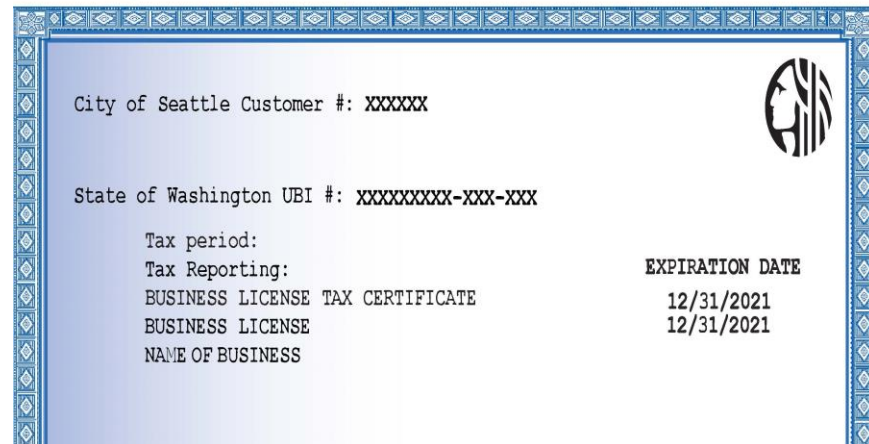 City of Seattle Customer #: XXXXXX
State of Washington UBI #: XXXXXXXXX-XXX-XXX
Tax period:
Tax Reporting: EXPIRATION DATE
BUSINESS LICENSE TAX CERTIFICATE 12/31/2021
BUSINESS LICENSE 12/31/2021
NAME OF BUSINESS